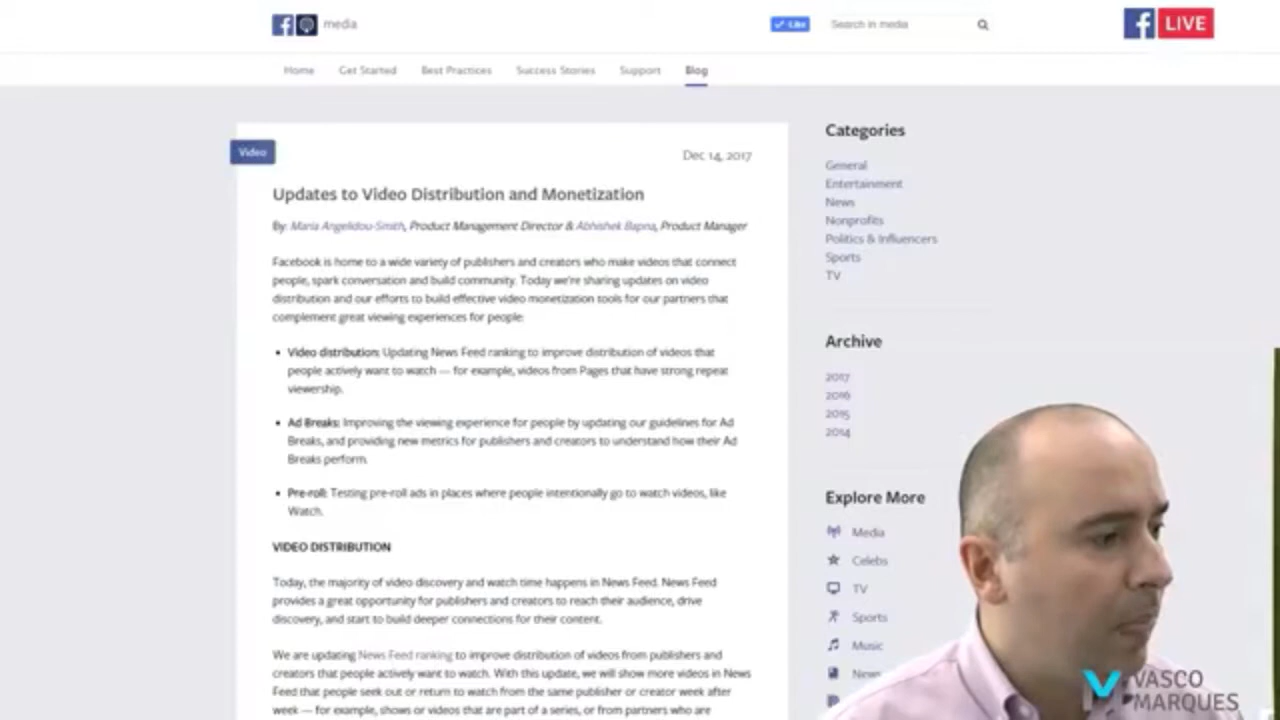 media
Like
Search in media
LIVE
Home
Get Started
Best Practices
Success Stories
Support
Blog
Video
Dec 14, 2017
Updates to Video Distribution and Monetization
By: Maria Angelidou-Smith, Product Management Director & Abhishek Bapna, Product Manager
Facebook is home to a wide variety of publishers and creators who make videos that connect
people, spark conversation and build community. Today we're sharing updates on video
distribution and our efforts to build effective video monetization tools for our partners that
complement great viewing experiences for people:
• Video distribution: Updating News Feed ranking to improve distribution of videos that
people actively want to watch — for example, videos from Pages that have strong repeat
viewership.
• Ad Breaks: Improving the viewing experience for people by updating our guidelines for Ad
Breaks, and providing new metrics for publishers and creators to understand how their Ad
Breaks perform.
• Pre-roll: Testing pre-roll ads in places where people intentionally go to watch videos, like
Watch.
VIDEO DISTRIBUTION
Today, the majority of video discovery and watch time happens in News Feed. News Feed
provides a great opportunity for publishers and creators to reach their audience, drive
discovery, and start to build deeper connections for their content.
We are updating News Feed ranking to improve distribution of videos from publishers and
creators that people actively want to watch. With this update, we will show more videos in News
Feed that people seek out or return to watch from the same publisher or creator week after
week — for example, shows or videos that are part of a series, or from partners who are
Categories
General
Entertainment
News
Nonprofits
Politics & Influencers
Sports
TV
Archive
2017
2016
2015
2014
Explore More
Media
Celebs
TV
Sports
Music
News
VASCO
MARQUES